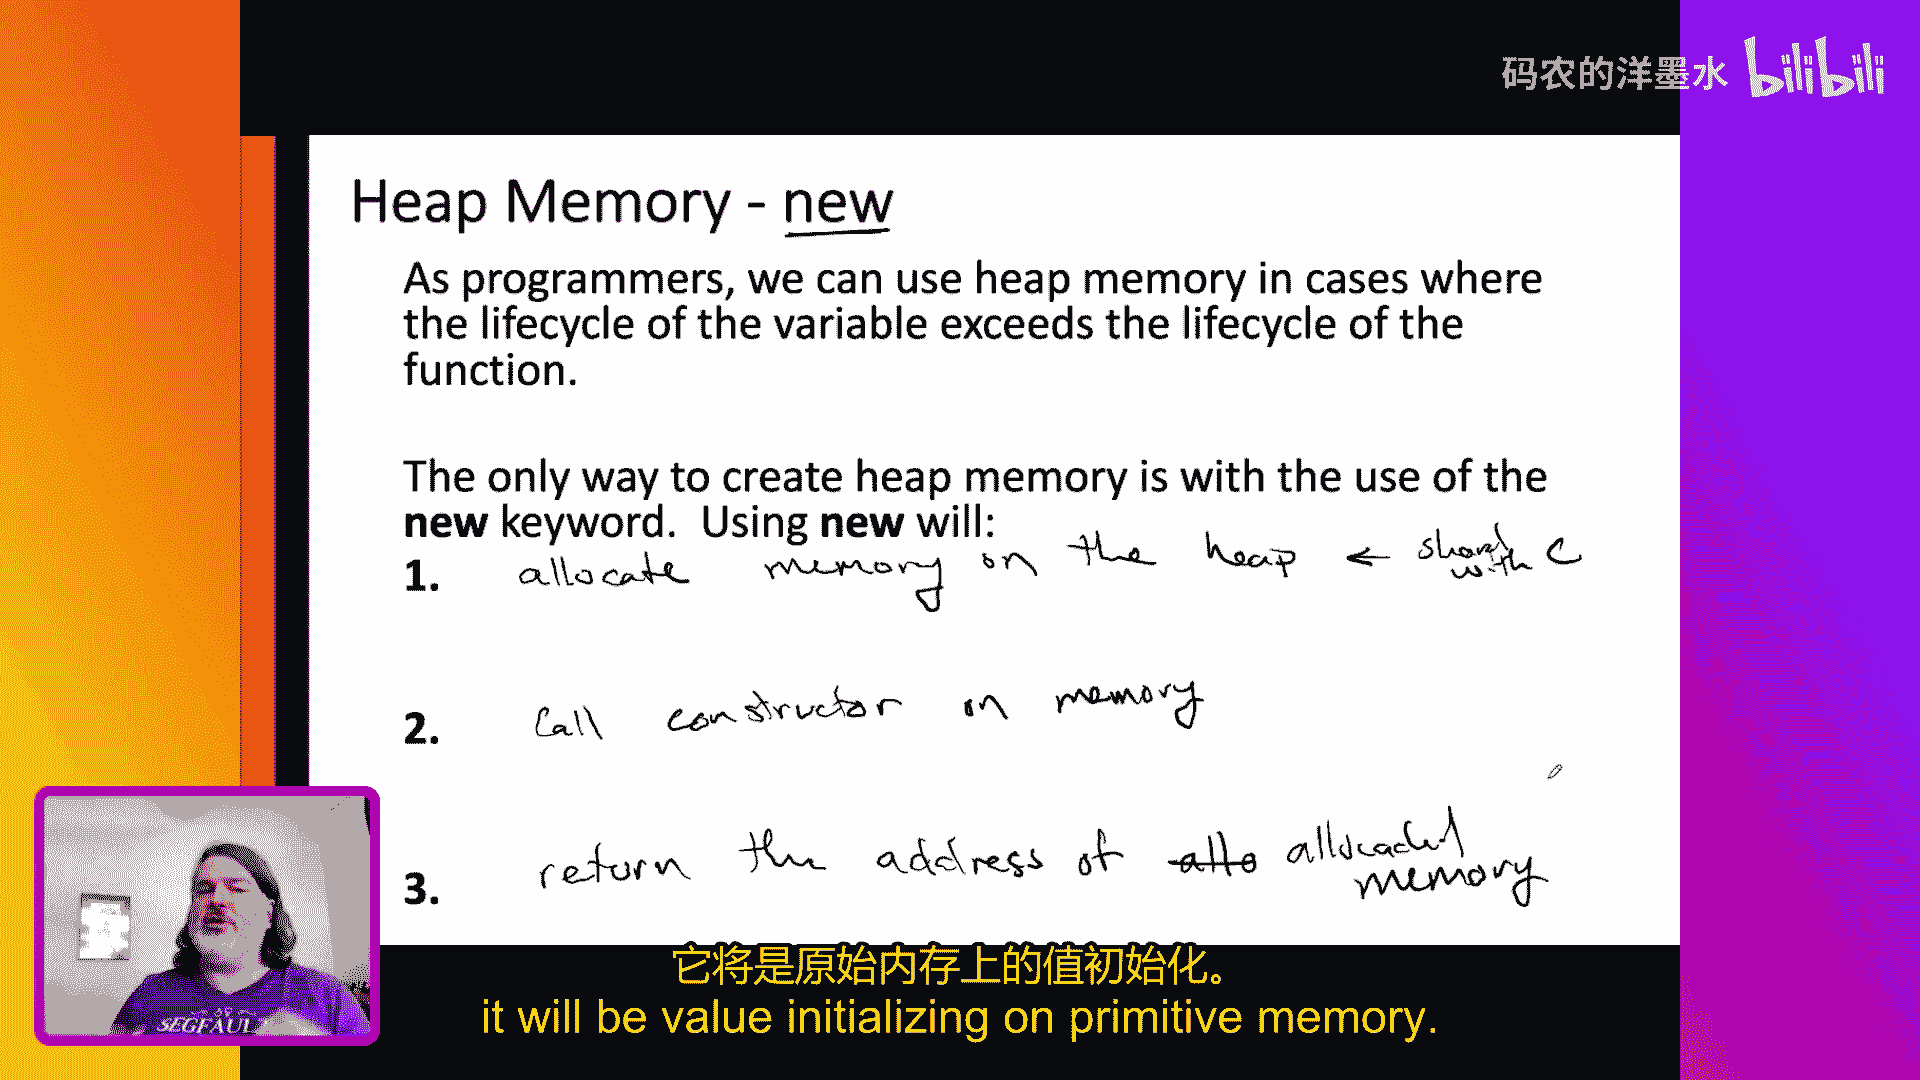 码农的洋墨水 bilibili
Heap Memory - new
As programmers, we can use heap memory in cases where
the lifecycle of the variable exceeds the lifecycle of the
function.
The only way to create heap memory is with the use of the
new keyword. Using new will:
1. allocate memory on the heap ← shared with C
2. Call constructor on memory
3. return the address of allo allocated memory
SEGFAUL
它将是原始内存上的值初始化。
it will be value initializing on primitive memory.